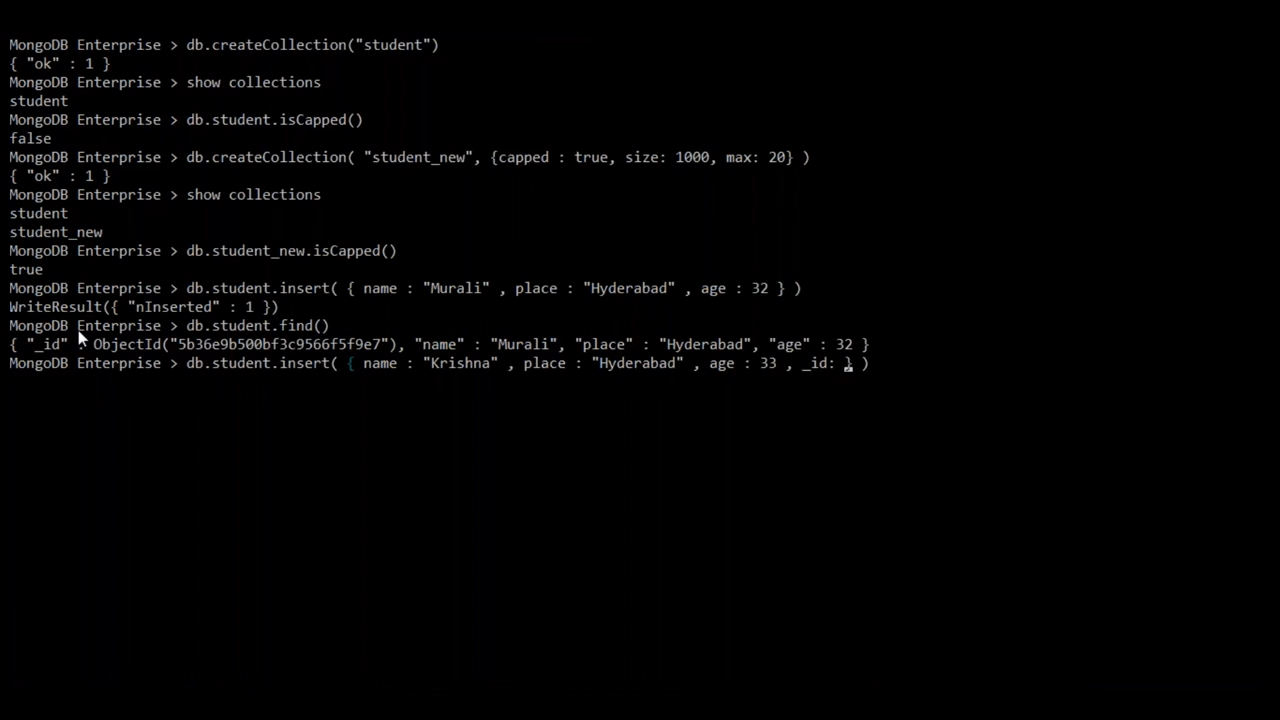 MongoDB Enterprise > db.createCollection("student")
{ "ok" : 1 }
MongoDB Enterprise > show collections
student
MongoDB Enterprise > db.student.isCapped()
false
MongoDB Enterprise > db.createCollection( "student_new", {capped : true, size: 1000, max: 20} )
{ "ok" : 1 }
MongoDB Enterprise > show collections
student
student_new
MongoDB Enterprise > db.student_new.isCapped()
true
MongoDB Enterprise > db.student.insert( { name : "Murali" , place : "Hyderabad" , age : 32 } )
WriteResult({ "nInserted" : 1 })
MongoDB Enterprise > db.student.find()
{ "_id" : ObjectId("5b36e9b500bf3c9566f5f9e7"), "name" : "Murali", "place" : "Hyderabad", "age" : 32 }
MongoDB Enterprise > db.student.insert( { name : "Krishna" , place : "Hyderabad" , age : 33 , _id: } )